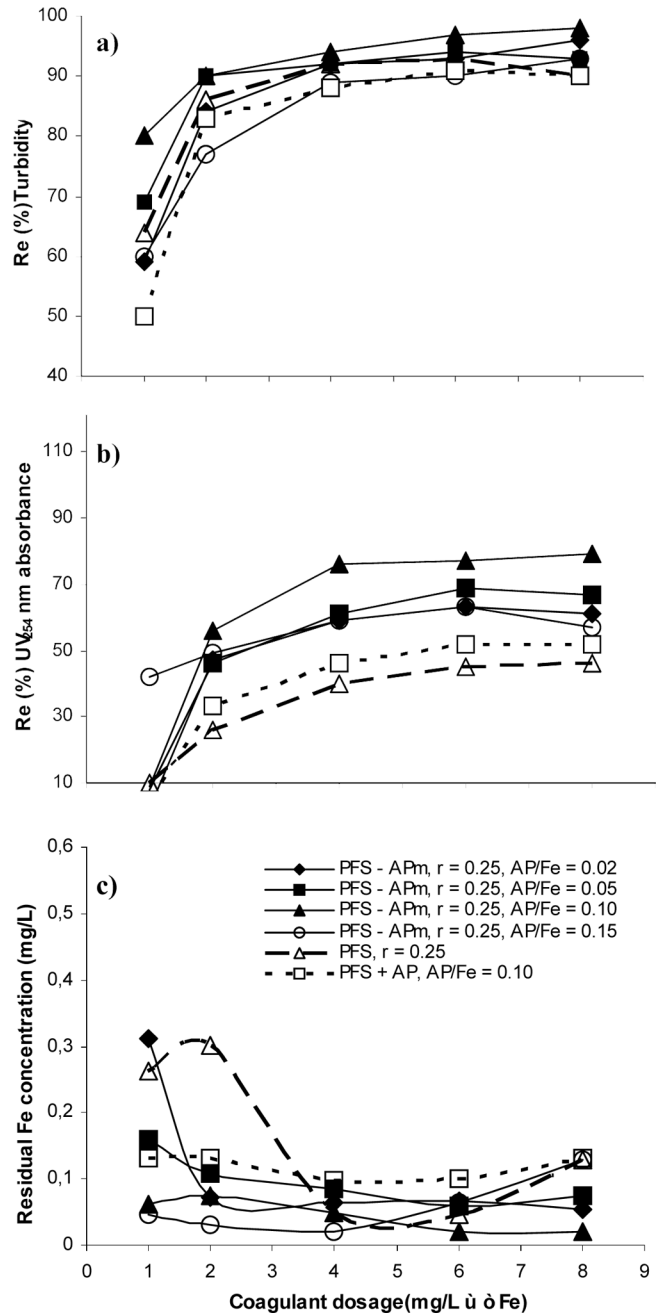 a)
Re (%)Turbidity
100
90
80
70
60
50
40
b)
Re (%) UV254 nm absorbance
110
90
70
50
30
10
c)
Residual Fe concentration (mg/L)
0,6
0,5
0,4
0,3
0,2
0,1
0
PFS - APm, r = 0.25, AP/Fe = 0.02
PFS - APm, r = 0.25, AP/Fe = 0.05
PFS - APm, r = 0.25, AP/Fe = 0.10
PFS - APm, r = 0.25, AP/Fe = 0.15
PFS, r = 0.25
PFS + AP, AP/Fe = 0.10
0 1 2 3 4 5 6 7 8 9
Coagulant dosage(mg/L ù ò Fe)